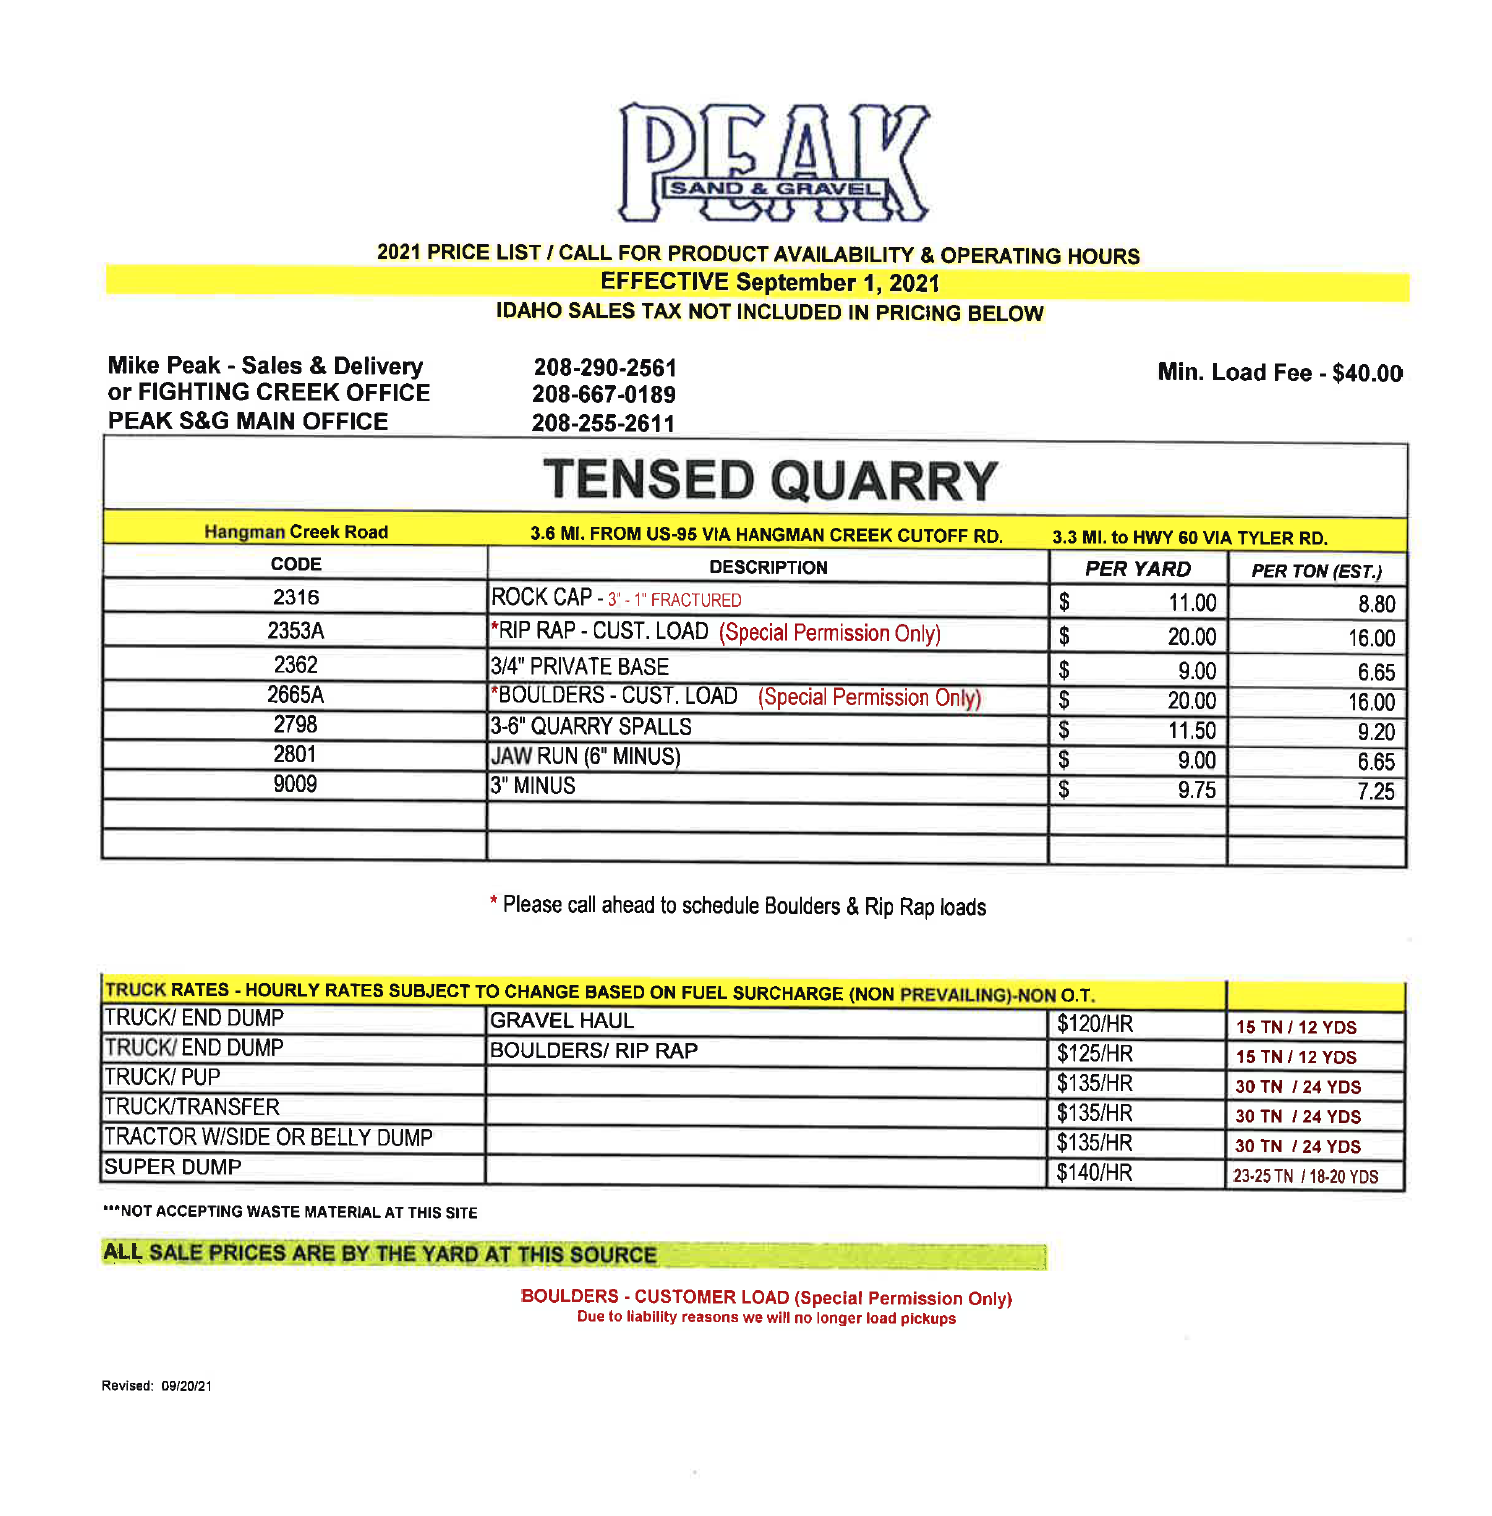 PEAK
SAND & GRAVEL
2021 PRICE LIST / CALL FOR PRODUCT AVAILABILITY & OPERATING HOURS
EFFECTIVE September 1, 2021
IDAHO SALES TAX NOT INCLUDED IN PRICING BELOW
Mike Peak - Sales & Delivery 208-290-2561 Min. Load Fee - $40.00
or FIGHTING CREEK OFFICE 208-667-0189
PEAK S&G MAIN OFFICE 208-255-2611
TENSED QUARRY
Hangman Creek Road 3.6 MI. FROM US-95 VIA HANGMAN CREEK CUTOFF RD. 3.3 MI. to HWY 60 VIA TYLER RD.
CODE DESCRIPTION PER YARD PER TON (EST.)
2316 ROCK CAP - 3" - 1" FRACTURED $ 11.00 8.80
2353A *RIP RAP - CUST. LOAD (Special Permission Only) $ 20.00 16.00
2362 3/4" PRIVATE BASE $ 9.00 6.65
2665A *BOULDERS - CUST. LOAD (Special Permission Only) $ 20.00 16.00
2798 3-6" QUARRY SPALLS $ 11.50 9.20
2801 JAW RUN (6" MINUS) $ 9.00 6.65
9009 3" MINUS $ 9.75 7.25
* Please call ahead to schedule Boulders & Rip Rap loads
TRUCK RATES - HOURLY RATES SUBJECT TO CHANGE BASED ON FUEL SURCHARGE (NON PREVAILING)-NON O.T.
TRUCK/ END DUMP GRAVEL HAUL $120/HR 15 TN / 12 YDS
TRUCK/ END DUMP BOULDERS/ RIP RAP $125/HR 15 TN / 12 YDS
TRUCK/ PUP $135/HR 30 TN / 24 YDS
TRUCK/TRANSFER $135/HR 30 TN / 24 YDS
TRACTOR W/SIDE OR BELLY DUMP $135/HR 30 TN / 24 YDS
SUPER DUMP $140/HR 23-25 TN / 18-20 YDS
***NOT ACCEPTING WASTE MATERIAL AT THIS SITE
ALL SALE PRICES ARE BY THE YARD AT THIS SOURCE
BOULDERS - CUSTOMER LOAD (Special Permission Only)
Due to liability reasons we will no longer load pickups
Revised: 09/20/21